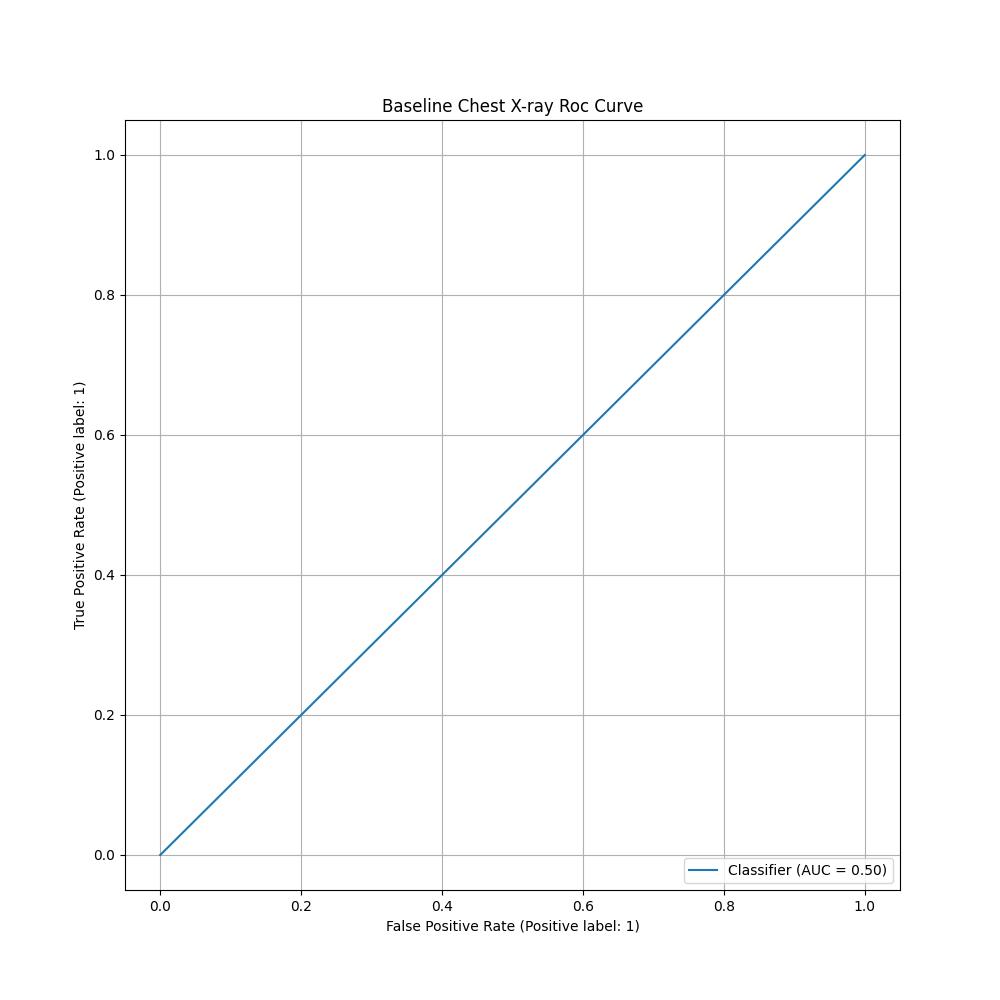 Baseline Chest X-ray Roc Curve
1.0
0.8
0.6
0.4
0.2
0.0
True Positive Rate (Positive label: 1)
Classifier (AUC = 0.50)
0.0 0.2 0.4 0.6 0.8 1.0
False Positive Rate (Positive label: 1)